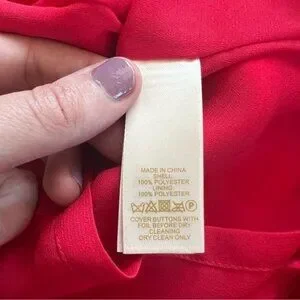 MADE IN CHINA
SHELL:
100% POLYESTER
LINING:
100% POLYESTER
COVER BUTTONS WITH
FOIL BEFORE DRY
CLEANING
DRY CLEAN ONLY